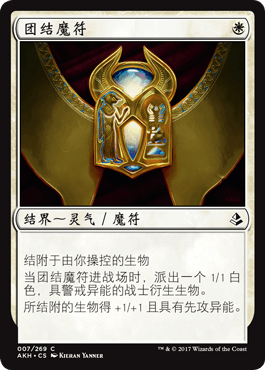 团结魔符
结界～灵气／魔符
结附于由你操控的生物
当团结魔符进战场时，派出一个 1/1 白
色，具警戒异能的战士衍生生物。
所结附的生物得 +1/+1 且具有先攻异能。
007/269 C
AKH • CS KIERAN YANNER
™ & © 2017 Wizards of the Coast